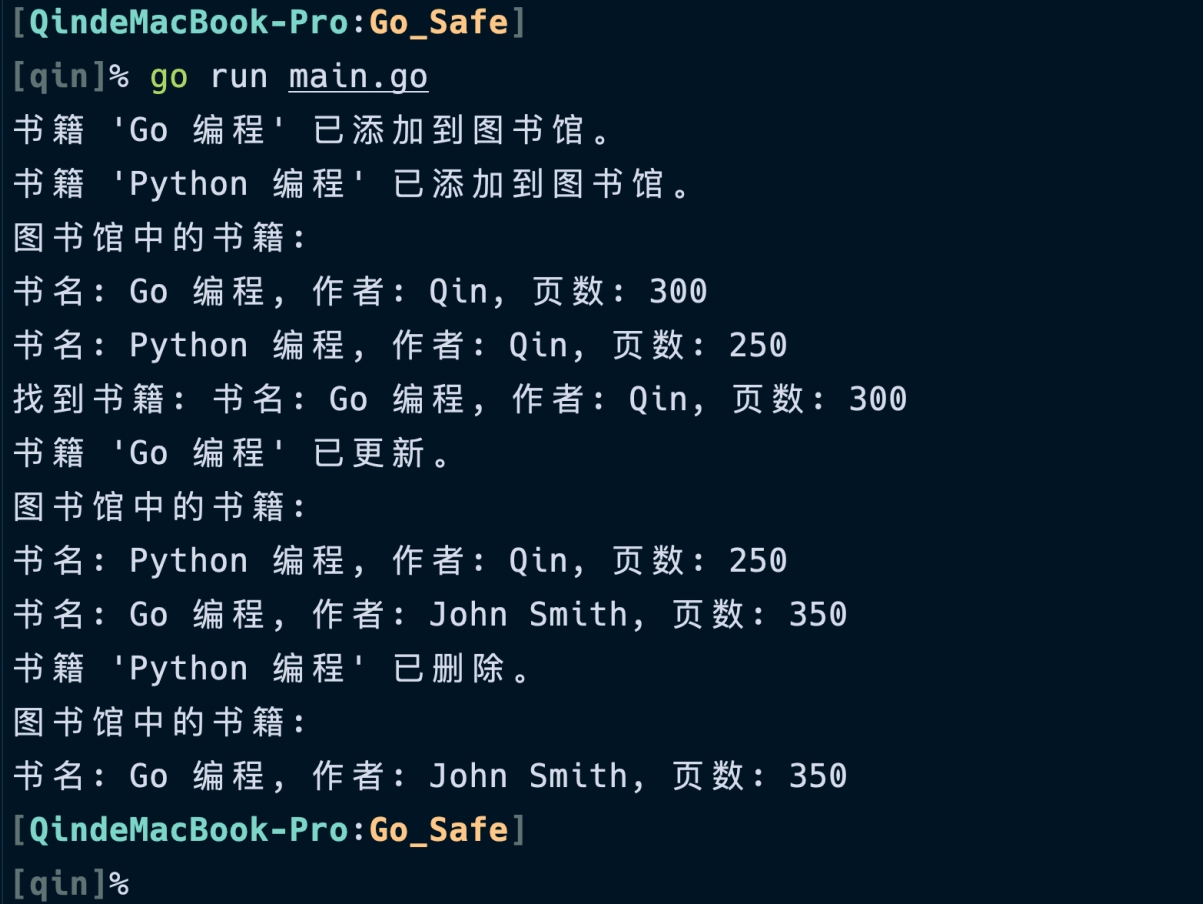 [QindeMacBook-Pro:Go_Safe]
[qin]% go run main.go
书籍 'Go 编程' 已添加到图书馆。
书籍 'Python 编程' 已添加到图书馆。
图书馆中的书籍:
书名: Go 编程, 作者: Qin, 页数: 300
书名: Python 编程, 作者: Qin, 页数: 250
找到书籍: 书名: Go 编程, 作者: Qin, 页数: 300
书籍 'Go 编程' 已更新。
图书馆中的书籍:
书名: Python 编程, 作者: Qin, 页数: 250
书名: Go 编程, 作者: John Smith, 页数: 350
书籍 'Python 编程' 已删除。
图书馆中的书籍:
书名: Go 编程, 作者: John Smith, 页数: 350
[QindeMacBook-Pro:Go_Safe]
[qin]%